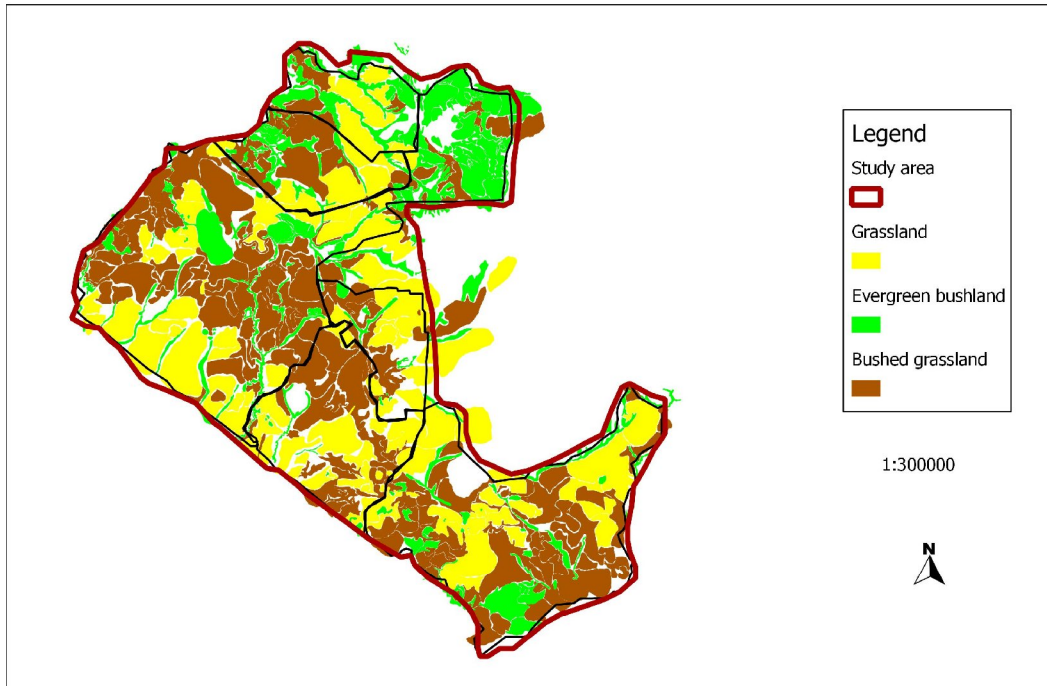 Legend
Study area
Grassland
Evergreen bushland
Bushed grassland
1:300000
N